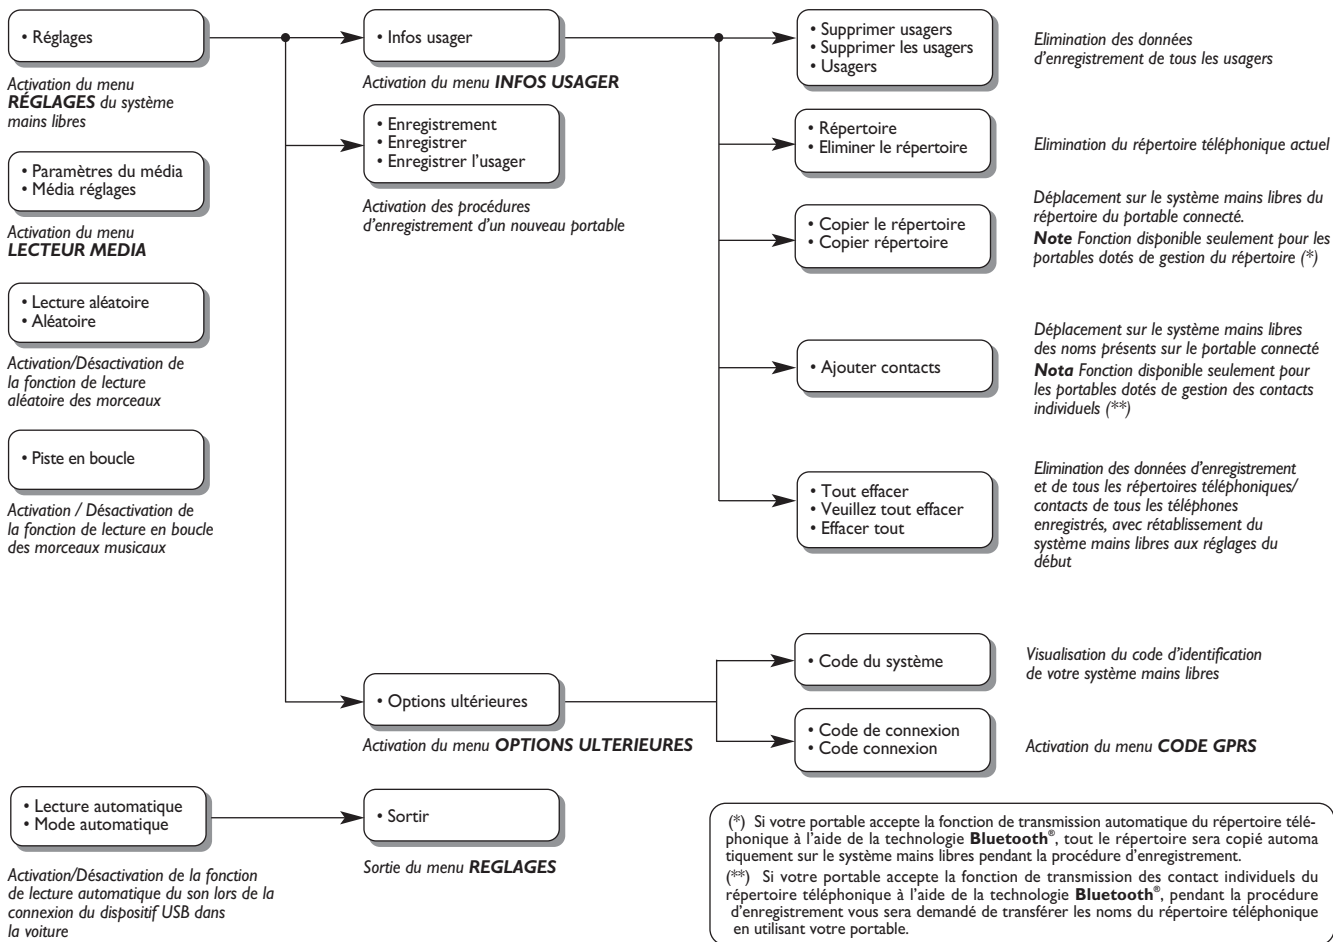 • Réglages
Activation du menu
RÉGLAGES du système
mains libres
• Paramètres du média
• Média réglages
Activation du menu
LECTEUR MEDIA
• Lecture aléatoire
• Aléatoire
Activation/Désactivation de
la fonction de lecture
aléatoire des morceaux
• Piste en boucle
Activation / Désactivation de
la fonction de lecture en boucle
des morceaux musicaux
• Lecture automatique
• Mode automatique
Activation/Désactivation de la fonction
de lecture automatique du son lors de la
connexion du dispositif USB dans
la voiture
• Infos usager
Activation du menu INFOS USAGER
• Enregistrement
• Enregistrer
• Enregistrer l’usager
Activation des procédures
d’enregistrement d’un nouveau portable
• Options ultérieures
Activation du menu OPTIONS ULTERIEURES
• Sortir
Sortie du menu REGLAGES
• Supprimer usagers
• Supprimer les usagers
• Usagers
Elimination des données
d’enregistrement de tous les usagers
• Répertoire
• Eliminer le répertoire
Elimination du répertoire téléphonique actuel
• Copier le répertoire
• Copier répertoire
Déplacement sur le système mains libres du
répertoire du portable connecté.
Note Fonction disponible seulement pour les
portables dotés de gestion du répertoire (*)
• Ajouter contacts
Déplacement sur le système mains libres
des noms présents sur le portable connecté
Nota Fonction disponible seulement pour
les portables dotés de gestion des contacts
individuels (**)
• Tout effacer
• Veuillez tout effacer
• Effacer tout
Elimination des données d’enregistrement
et de tous les répertoires téléphoniques/
contacts de tous les téléphones
enregistrés, avec rétablissement du
système mains libres aux réglages du
début
• Code du système
Visualisation du code d’identification
de votre système mains libres
• Code de connexion
• Code connexion
Activation du menu CODE GPRS
(*) Si votre portable accepte la fonction de transmission automatique du répertoire télé-
phonique à l’aide de la technologie Bluetooth®, tout le répertoire sera copié automa
tiquement sur le système mains libres pendant la procédure d’enregistrement.
(**) Si votre portable accepte la fonction de transmission des contact individuels du
répertoire téléphonique à l’aide de la technologie Bluetooth®, pendant la procédure
d’enregistrement vous sera demandé de transférer les noms du répertoire téléphonique
en utilisant votre portable.